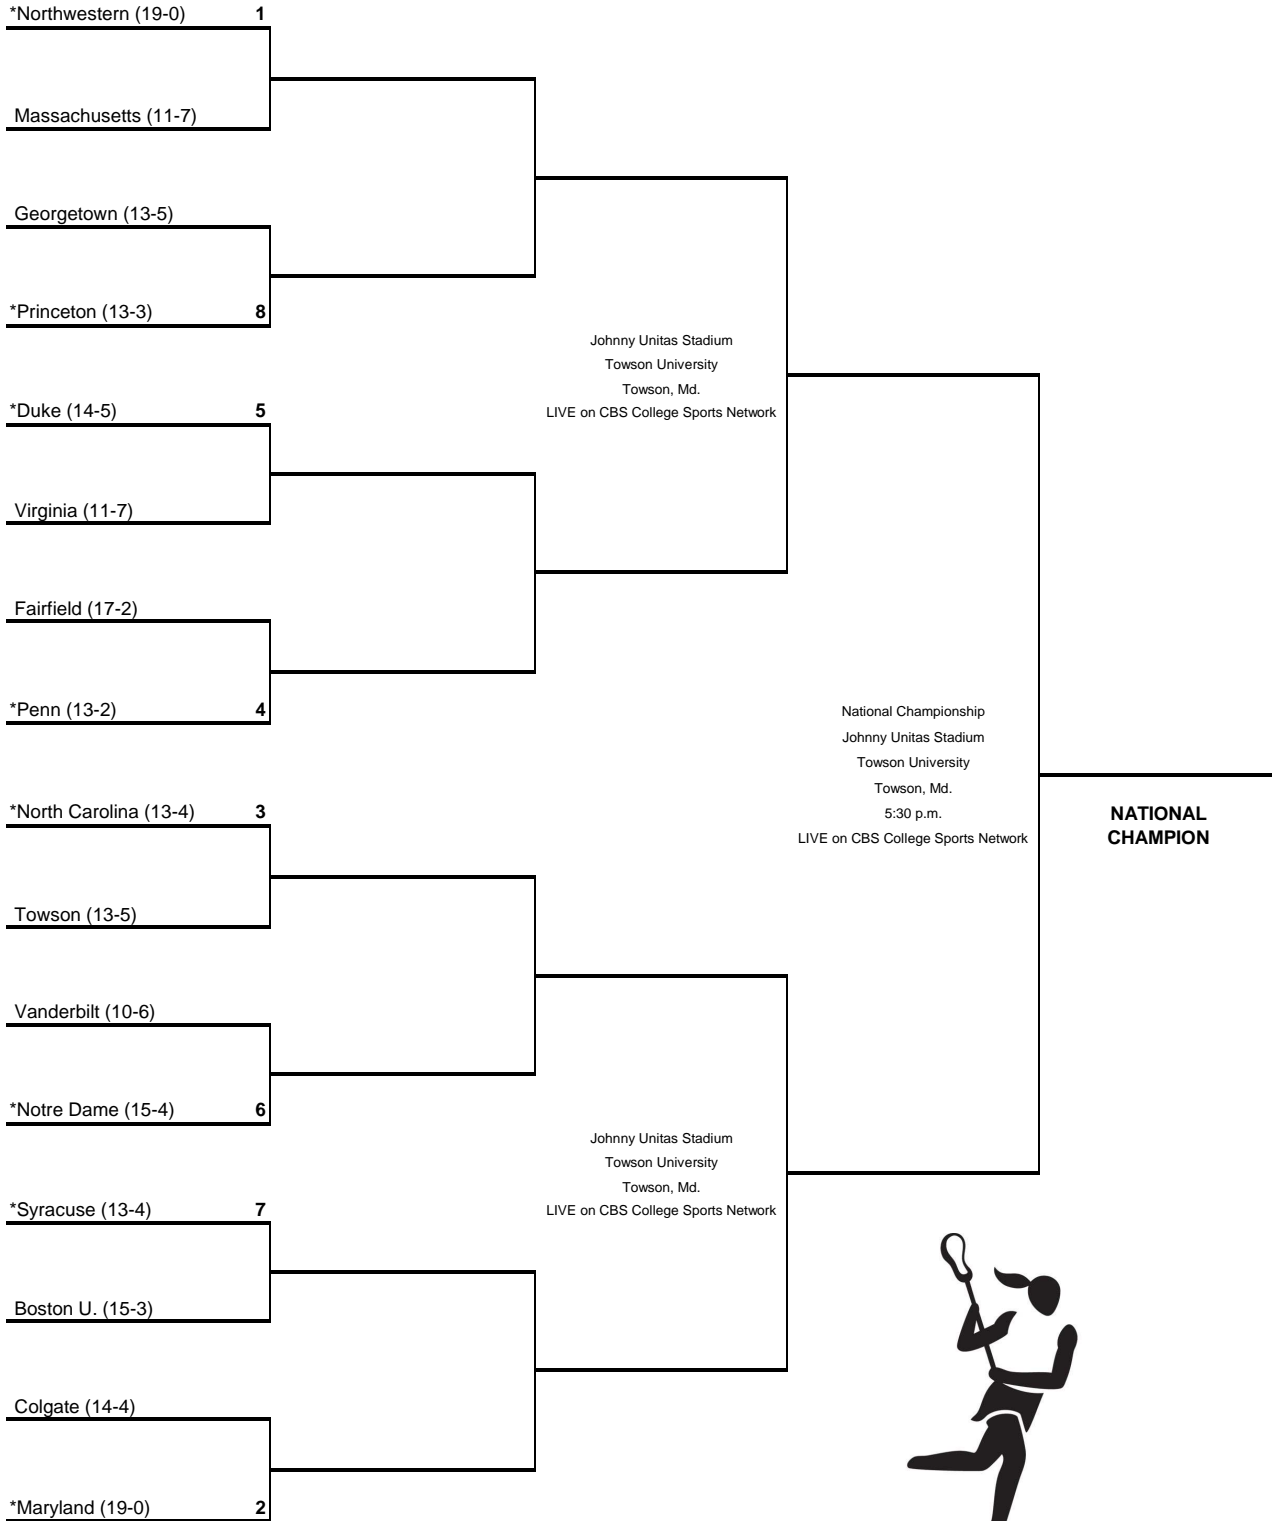 *Northwestern (19-0) 1
Massachusetts (11-7)
Georgetown (13-5)
*Princeton (13-3) 8
Johnny Unitas Stadium
Towson University
Towson, Md.
LIVE on CBS College Sports Network
*Duke (14-5) 5
Virginia (11-7)
Fairfield (17-2)
*Penn (13-2) 4
National Championship
Johnny Unitas Stadium
Towson University
Towson, Md.
5:30 p.m.
LIVE on CBS College Sports Network
NATIONAL
CHAMPION
*North Carolina (13-4) 3
Towson (13-5)
Vanderbilt (10-6)
*Notre Dame (15-4) 6
Johnny Unitas Stadium
Towson University
Towson, Md.
LIVE on CBS College Sports Network
*Syracuse (13-4) 7
Boston U. (15-3)
Colgate (14-4)
*Maryland (19-0) 2